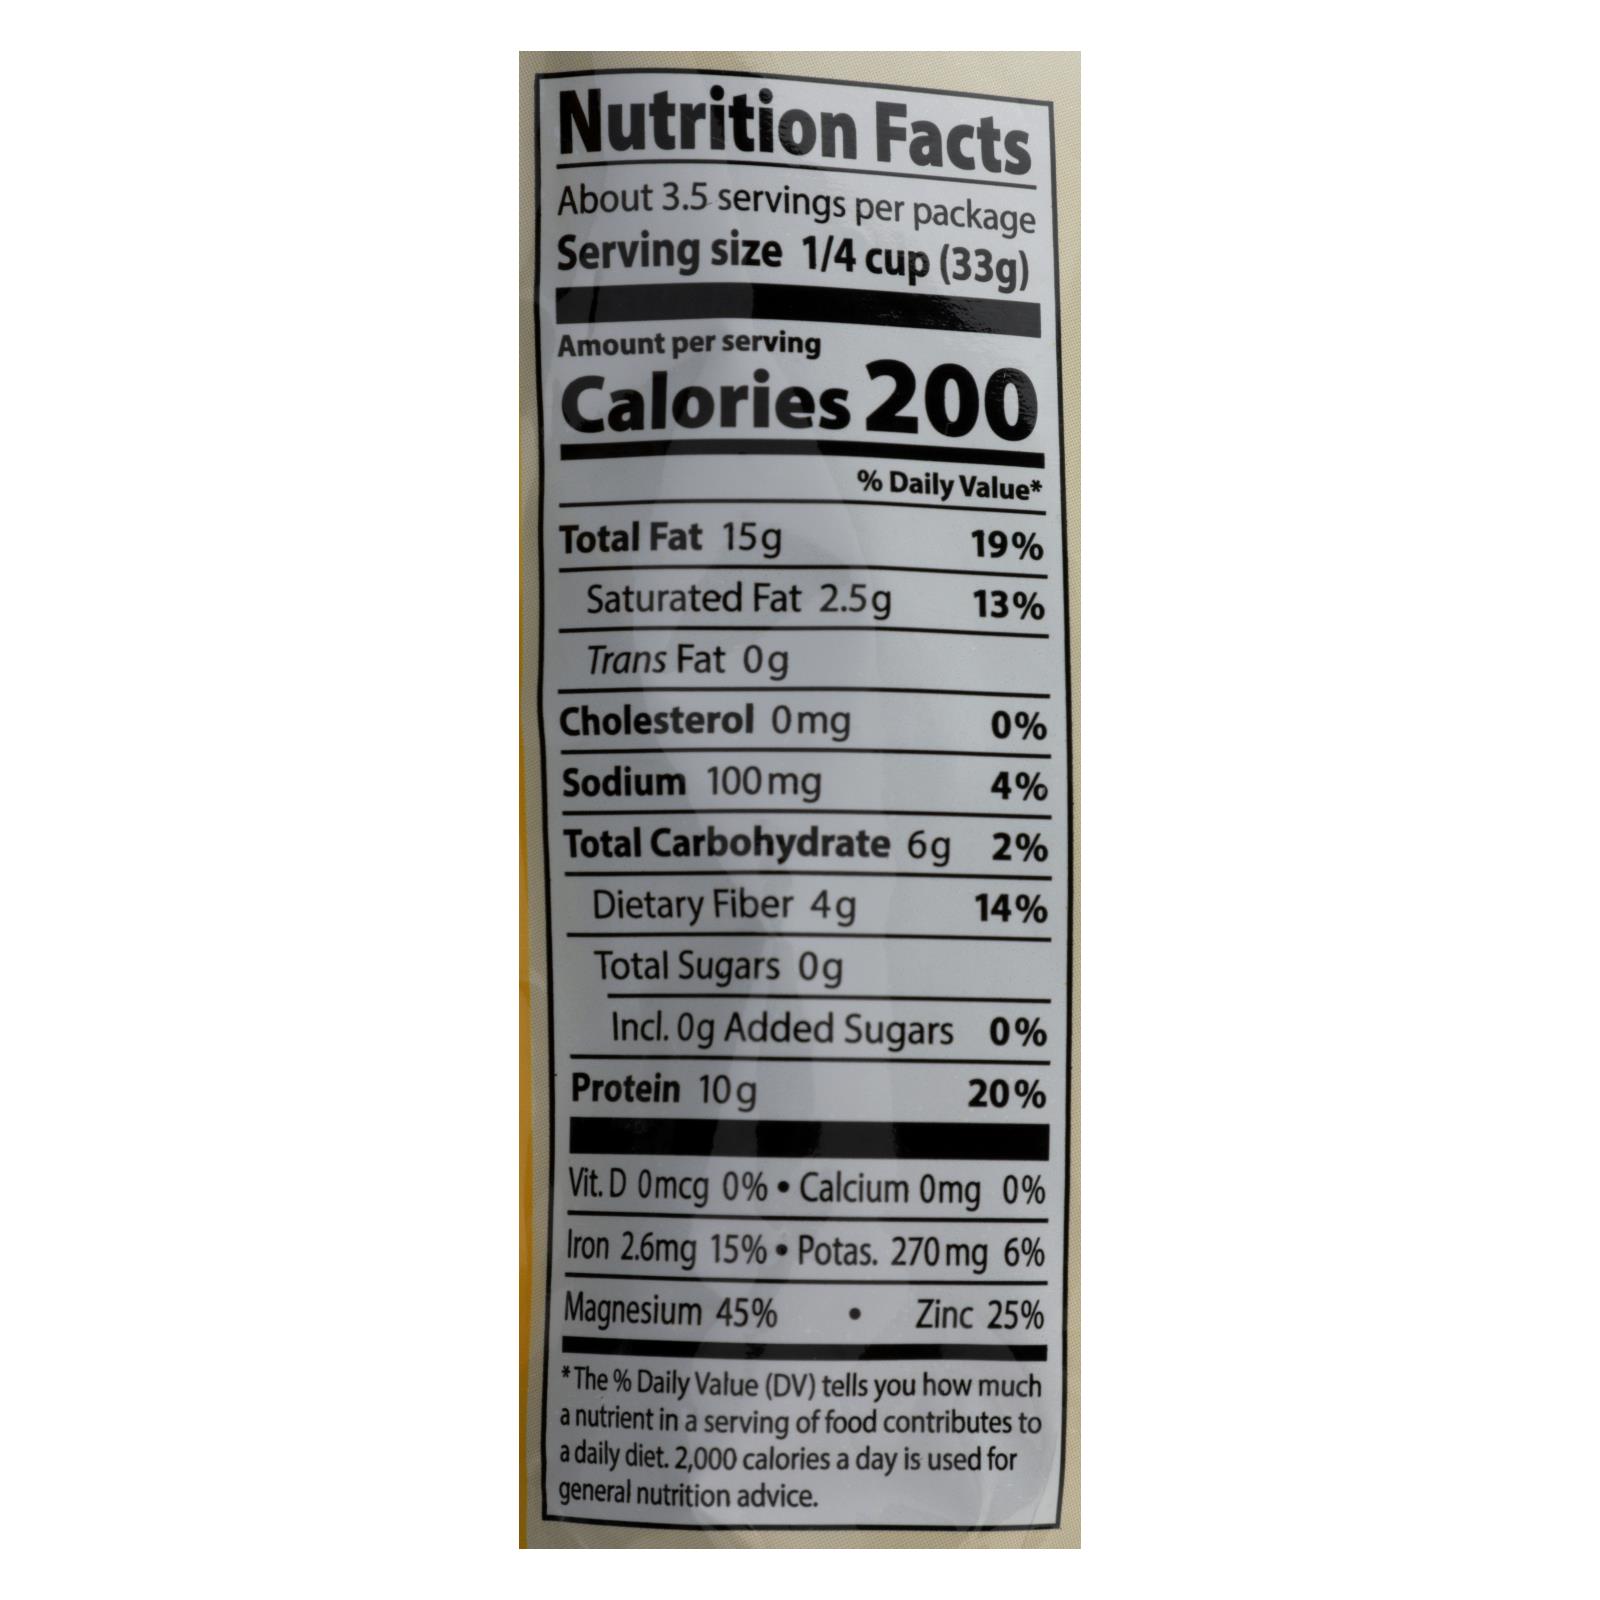 Nutrition Facts
About 3.5 servings per package
Serving size 1/4 cup (33g)
Amount per serving
Calories 200
% Daily Value*
Total Fat 15g 19%
Saturated Fat 2.5g 13%
Trans Fat 0g
Cholesterol 0mg 0%
Sodium 100mg 4%
Total Carbohydrate 6g 2%
Dietary Fiber 4g 14%
Total Sugars 0g
Incl. 0g Added Sugars 0%
Protein 10g 20%
Vit. D 0mcg 0% • Calcium 0mg 0%
Iron 2.6mg 15% • Potas. 270mg 6%
Magnesium 45% • Zinc 25%
*The % Daily Value (DV) tells you how much
a nutrient in a serving of food contributes to
a daily diet. 2,000 calories a day is used for
general nutrition advice.